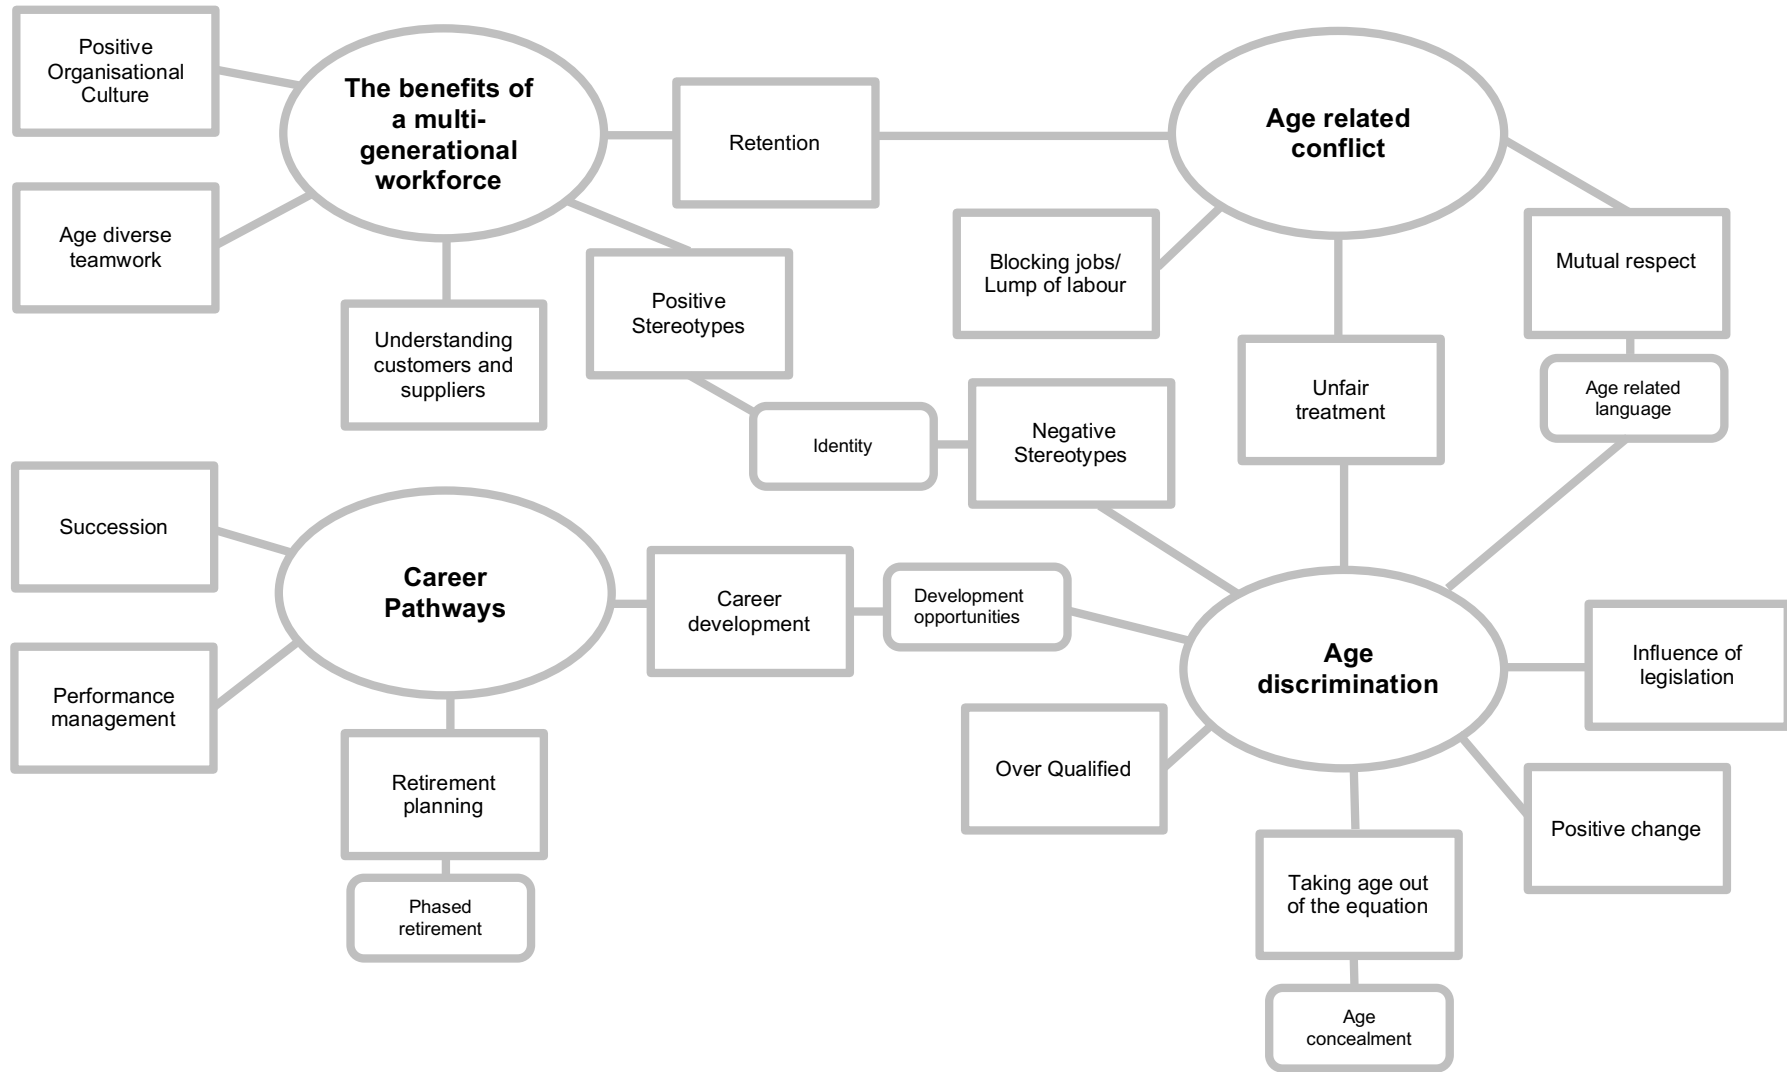 Positive
Organisational
Culture
The benefits of
a multi-
generational
workforce
Retention
Age related
conflict
Age diverse
teamwork
Understanding
customers and
suppliers
Positive
Stereotypes
Blocking jobs/
Lump of labour
Mutual respect
Unfair
treatment
Age related
language
Identity
Negative
Stereotypes
Succession
Career
Pathways
Career
development
Development
opportunities
Age
discrimination
Influence of
legislation
Performance
management
Retirement
planning
Phased
retirement
Over Qualified
Positive change
Taking age out
of the equation
Age
concealment